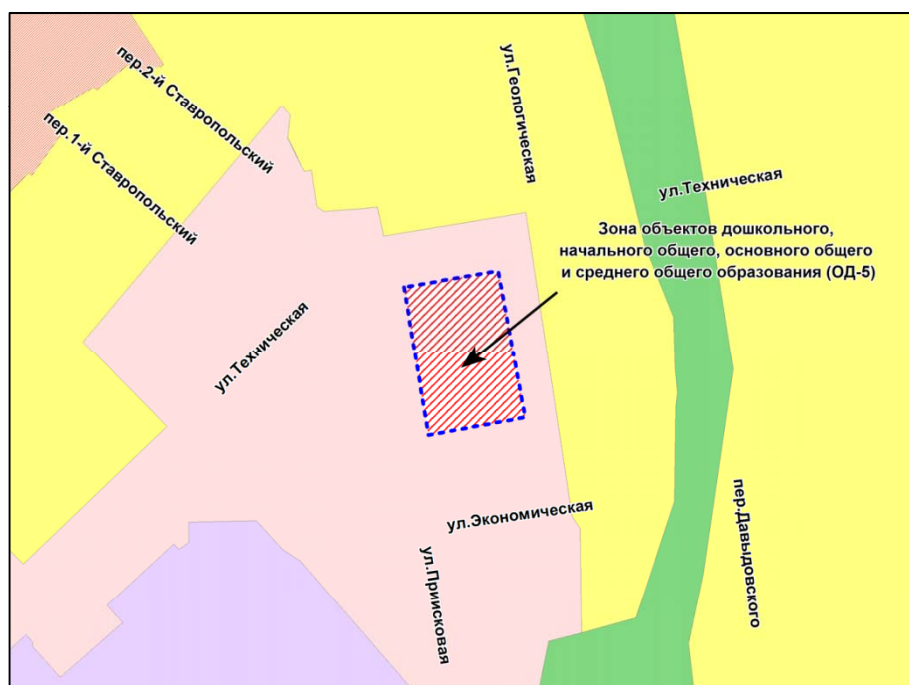 пер.2-й Ставропольский
пер.1-й Ставропольский
ул.Геологическая
ул.Техническая
Зона объектов дошкольного,
начального общего, основного общего
и среднего общего образования (ОД-5)
ул.Техническая
ул.Экономическая
ул.Приисковая
пер.Давыдовского